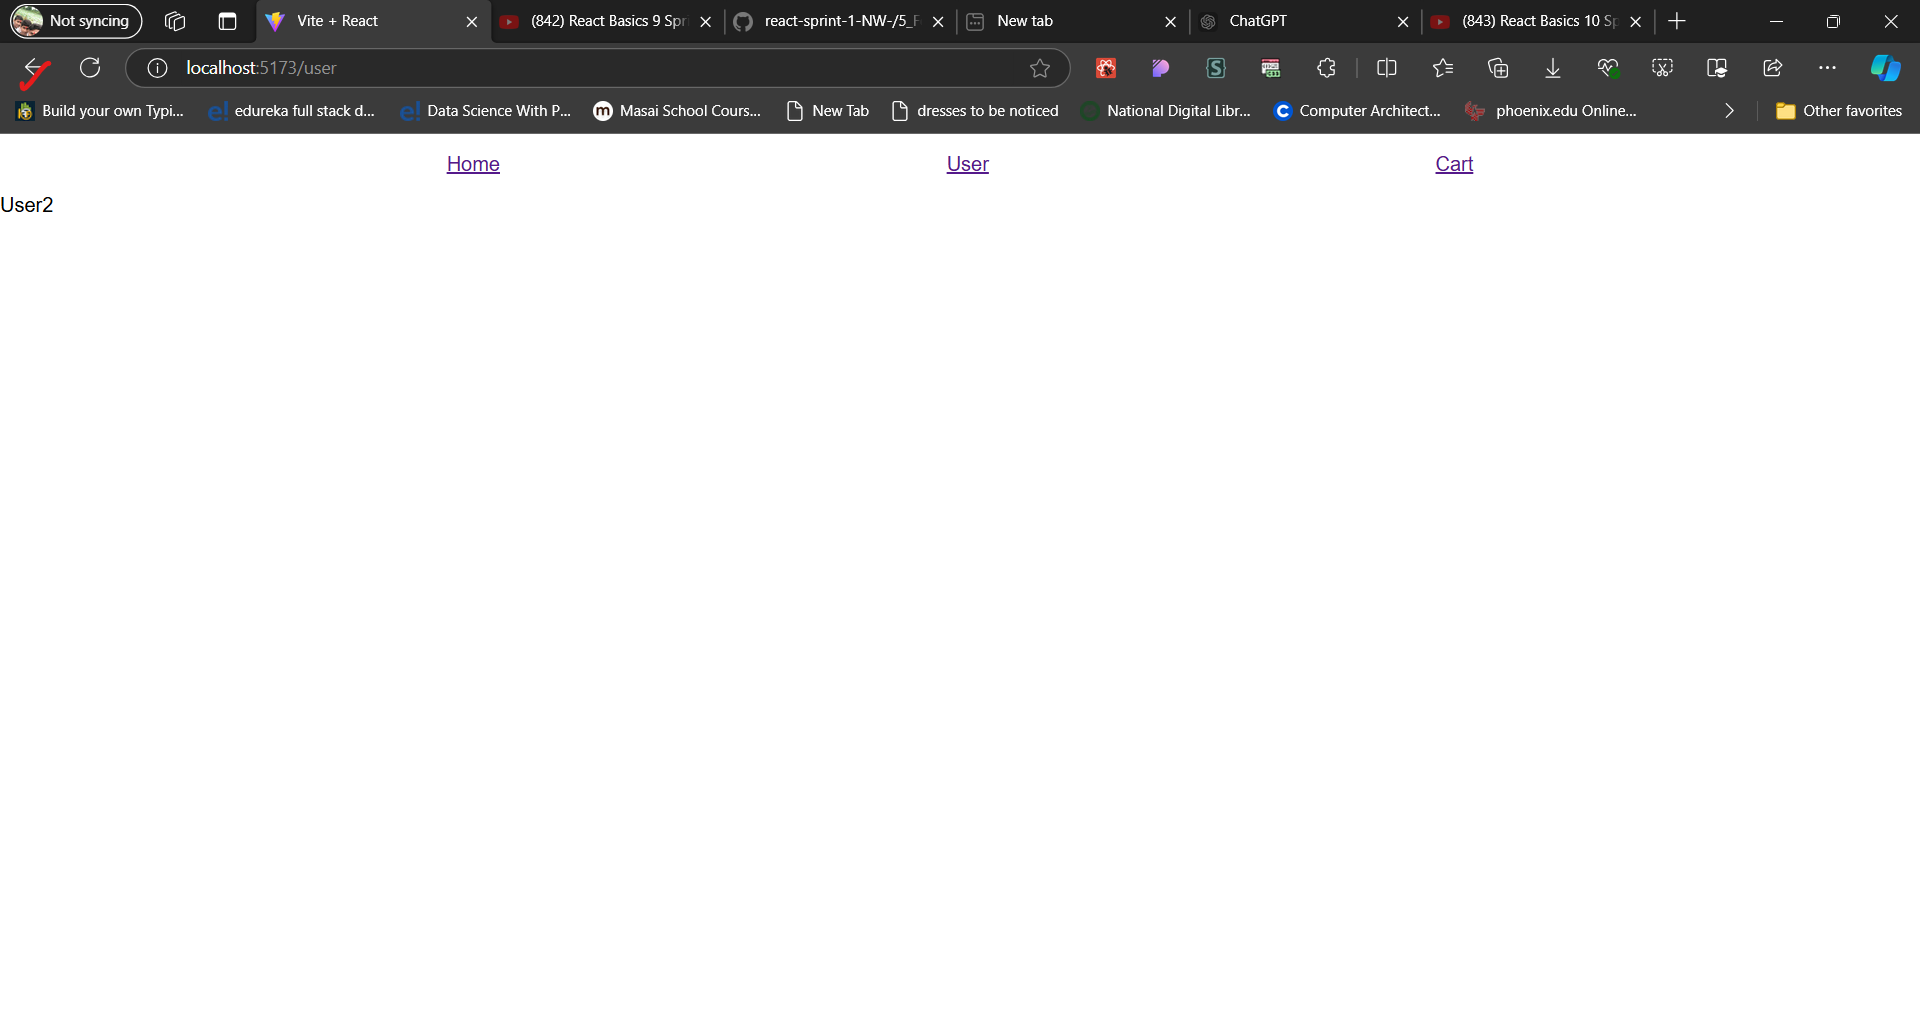 Not syncing
Vite + React
(842) React Basics 9 Spri
react-sprint-1-NW-/5_F
New tab
ChatGPT
(843) React Basics 10 Sp
localhost:5173/user
Build your own Typi...
edureka full stack d...
Data Science With P...
Masai School Cours...
New Tab
dresses to be noticed
National Digital Libr...
Computer Architect...
phoenix.edu Online...
Other favorites
Home
User
Cart
User2